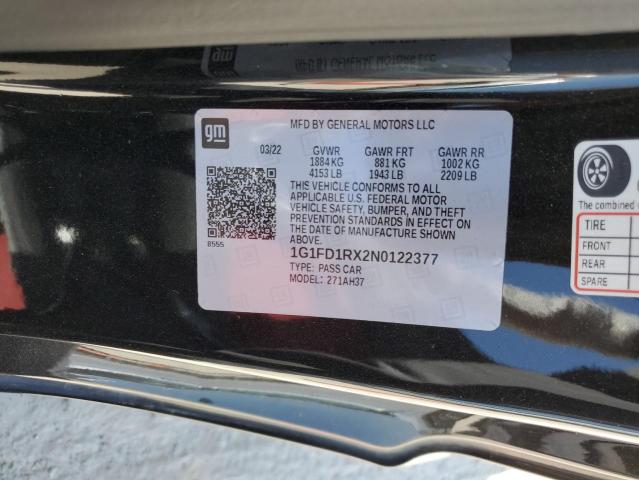 gm
MFD BY GENERAL MOTORS LLC
03/22 GVWR GAWR FRT GAWR RR
1884 KG 881 KG 1002 KG
4153 LB 1943 LB 2209 LB
THIS VEHICLE CONFORMS TO ALL
APPLICABLE U.S. FEDERAL MOTOR
VEHICLE SAFETY, BUMPER, AND THEFT
PREVENTION STANDARDS IN EFFECT ON
THE DATE OF MANUFACTURE SHOWN
ABOVE.
8555
1G1FD1RX2N0122377
TYPE: PASS CAR
MODEL: 271AH37
The combined
TIRE
FRONT
REAR
SPARE